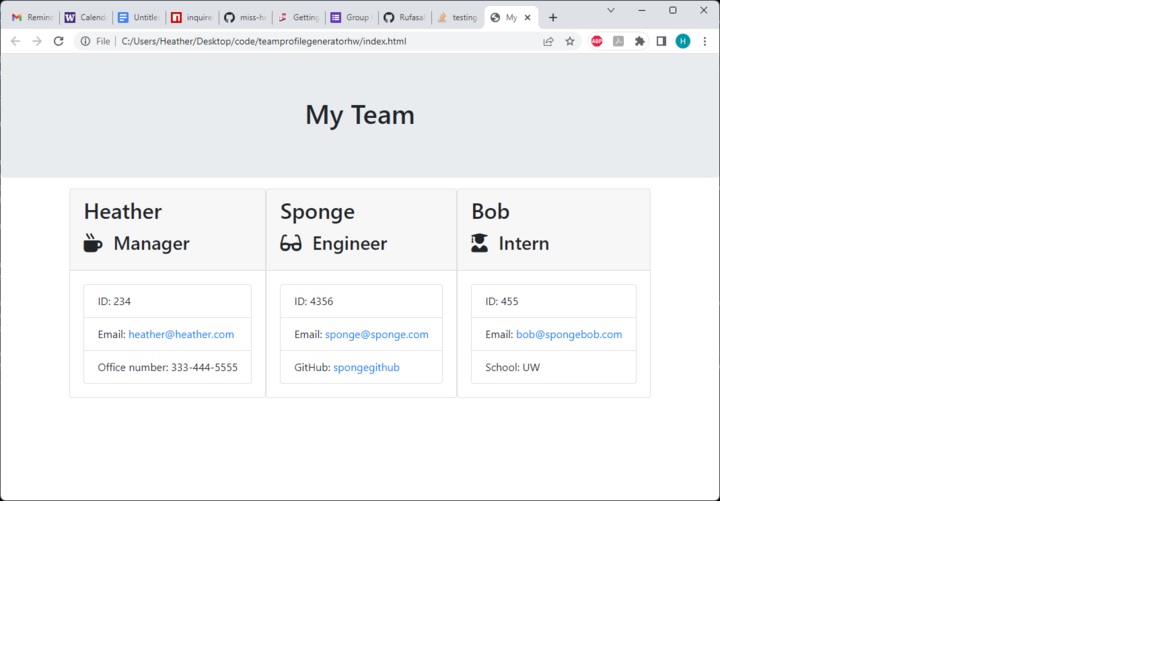 Reminc
W Calend
Untitle
n inquire
miss-h
Getting
Group
Rufasa
testing
My
File C:/Users/Heather/Desktop/code/teamprofilegeneratorhw/index.html
ABP
H
My Team
Heather
Manager
ID: 234
Email: heather@heather.com
Office number: 333-444-5555
Sponge
Engineer
ID: 4356
Email: sponge@sponge.com
GitHub: spongegithub
Bob
Intern
ID: 455
Email: bob@spongebob.com
School: UW